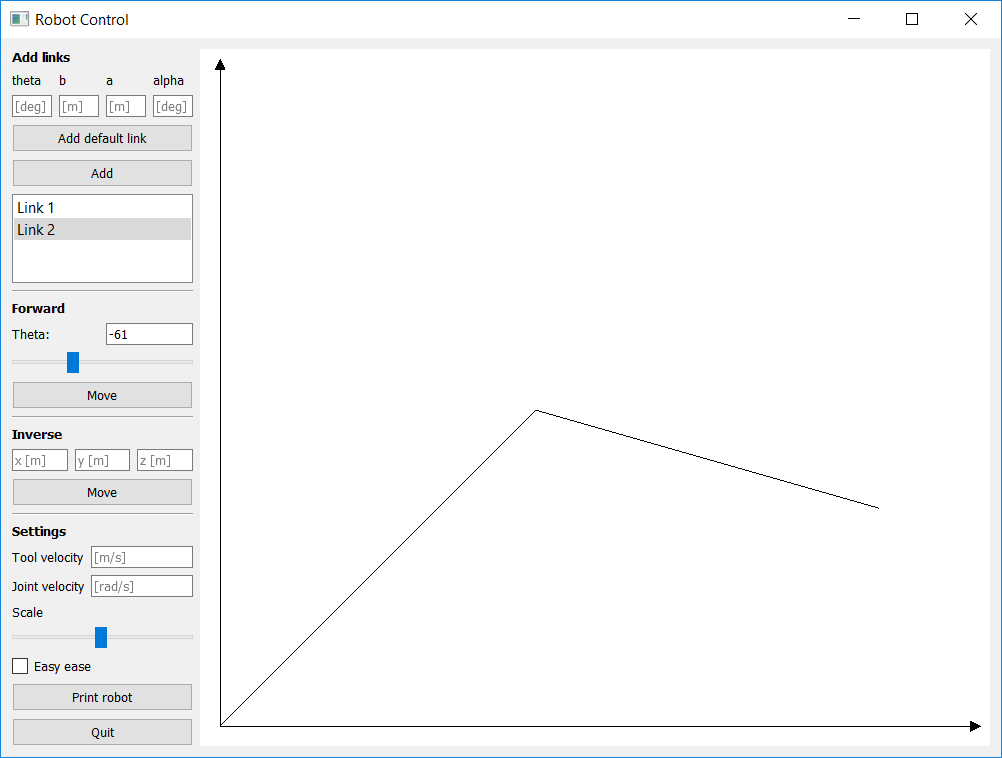 Robot Control
Add links
theta b a alpha
[deg] [m] [m] [deg]
Add default link
Add
Link 1
Link 2
Forward
Theta: -61
Move
Inverse
x [m] y [m] z [m]
Move
Settings
Tool velocity [m/s]
Joint velocity [rad/s]
Scale
Easy ease
Print robot
Quit